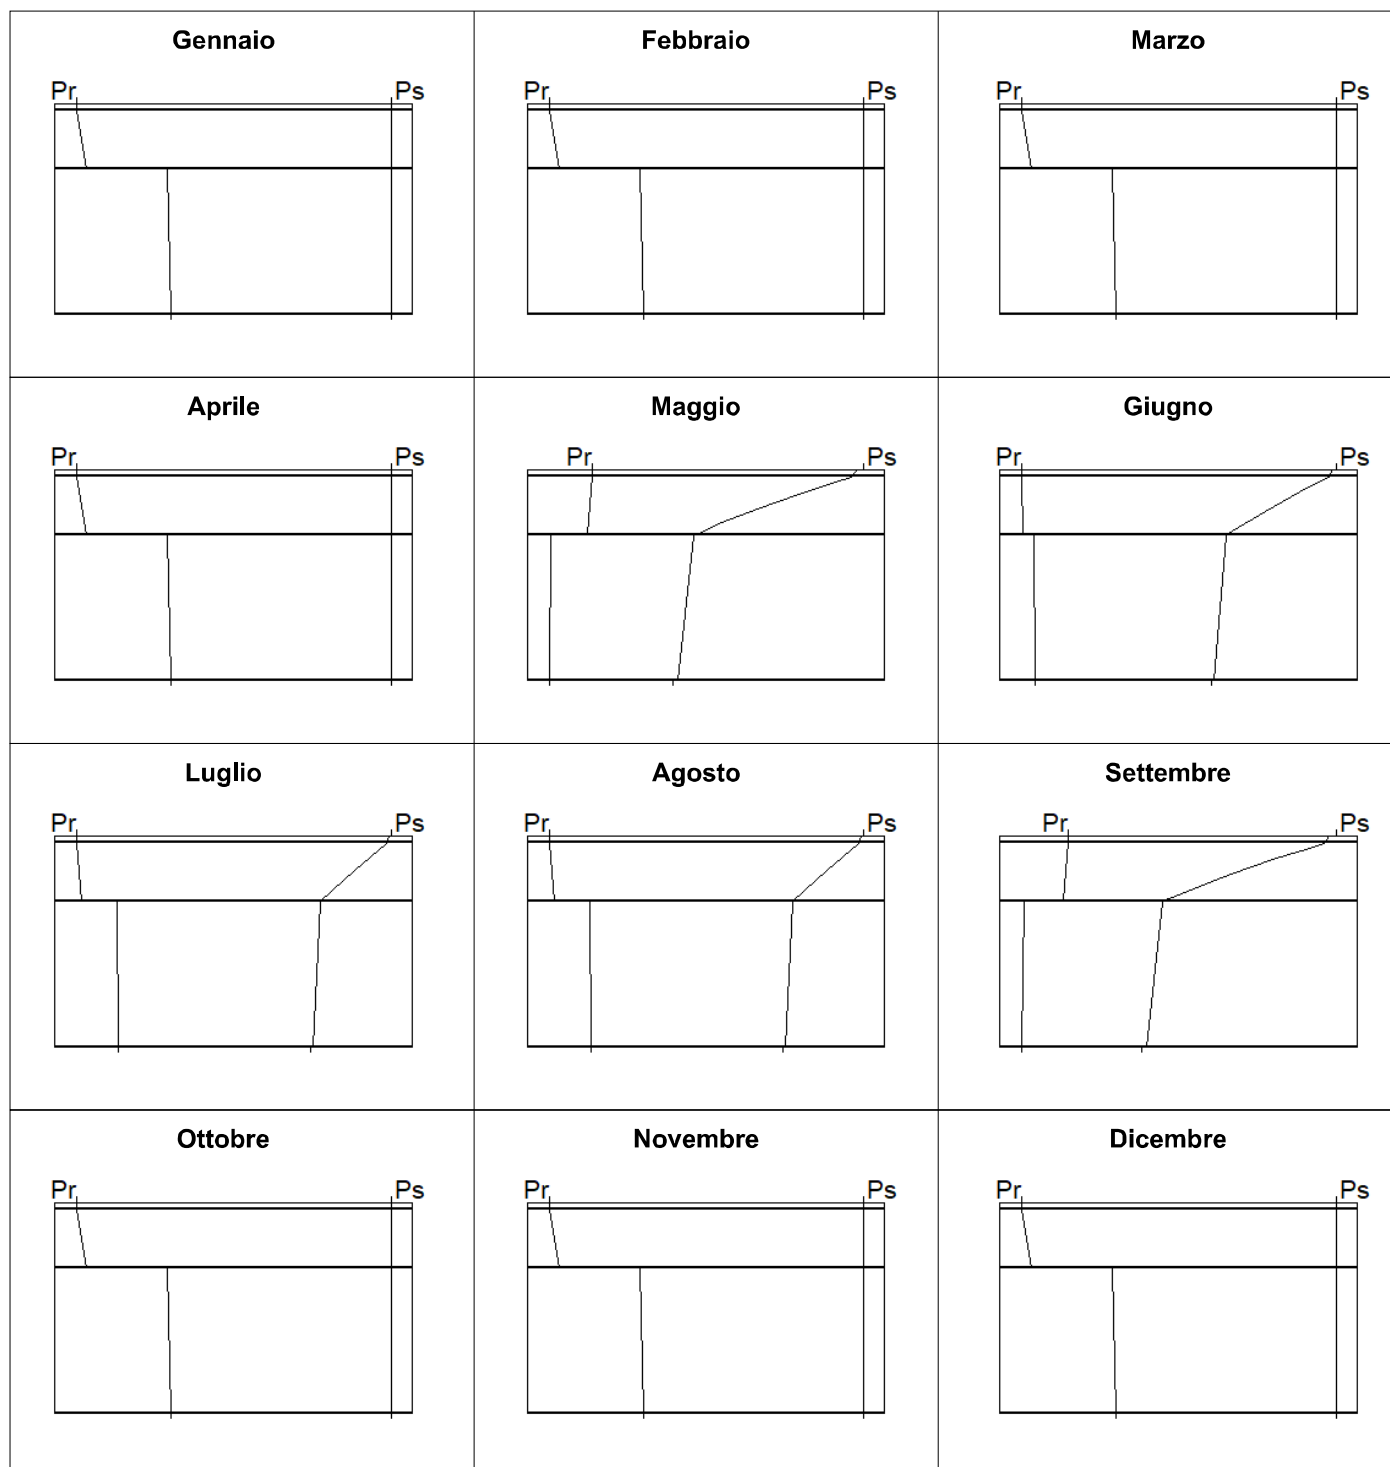 Gennaio Febbraio Marzo
Pr Ps Pr Ps Pr Ps
Aprile Maggio Giugno
Pr Ps Pr Ps Pr Ps
Luglio Agosto Settembre
Pr Ps Pr Ps Pr Ps
Ottobre Novembre Dicembre
Pr Ps Pr Ps Pr Ps